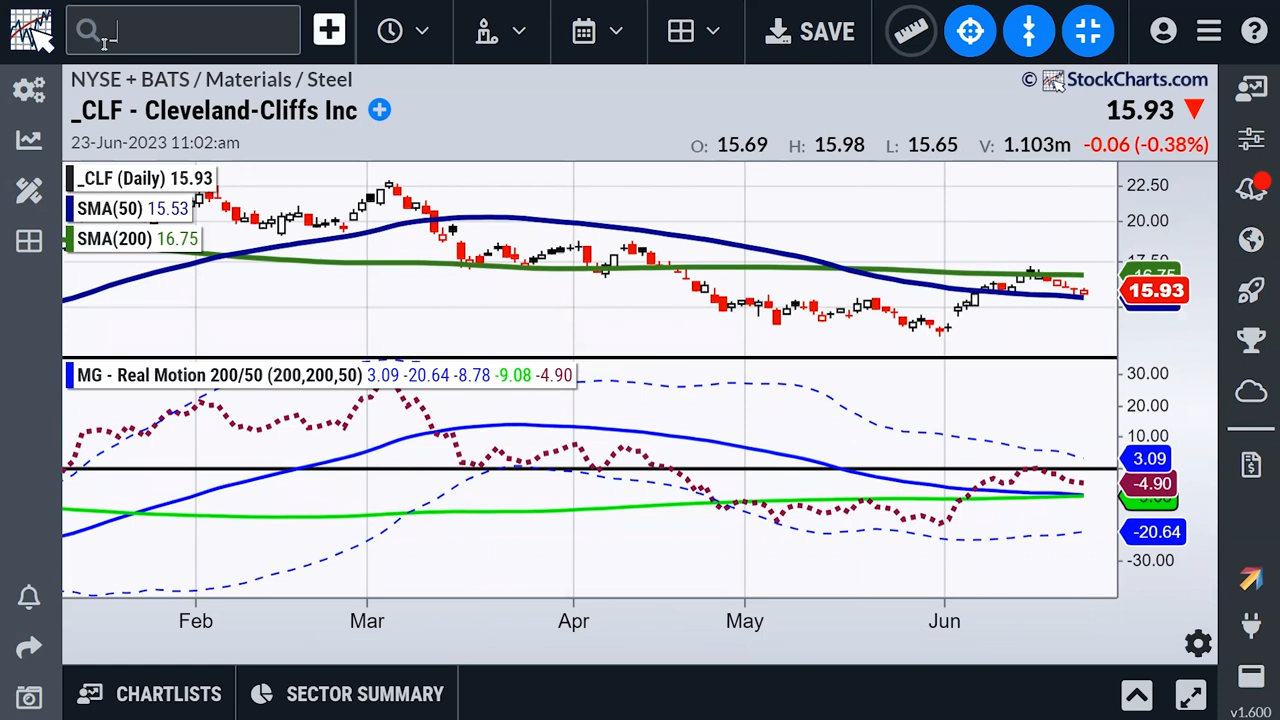 _
SAVE
NYSE + BATS / Materials / Steel
© StockCharts.com
_CLF - Cleveland-Cliffs Inc
15.93
23-Jun-2023 11:02:am
O: 15.69 H: 15.98 L: 15.65 V: 1.103m -0.06 (-0.38%)
_CLF (Daily) 15.93
SMA(50) 15.53
SMA(200) 16.75
22.50
20.00
17.50
16.75
15.93
MG - Real Motion 200/50 (200,200,50) 3.09 -20.64 -8.78 -9.08 -4.90
30.00
20.00
10.00
3.09
-4.90
-20.64
-30.00
Feb Mar Apr May Jun
CHARTLISTS SECTOR SUMMARY
v1.600